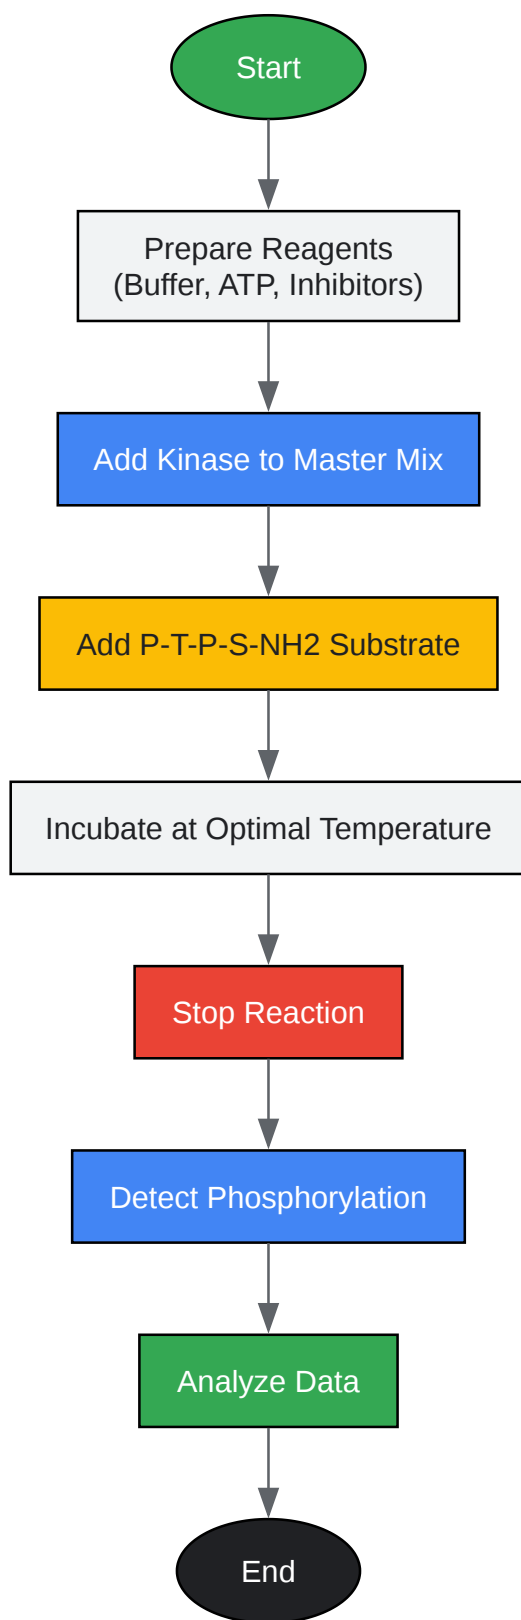 Start
Prepare Reagents
(Buffer, ATP, Inhibitors)
Add Kinase to Master Mix
Add P-T-P-S-NH2 Substrate
Incubate at Optimal Temperature
Stop Reaction
Detect Phosphorylation
Analyze Data
End